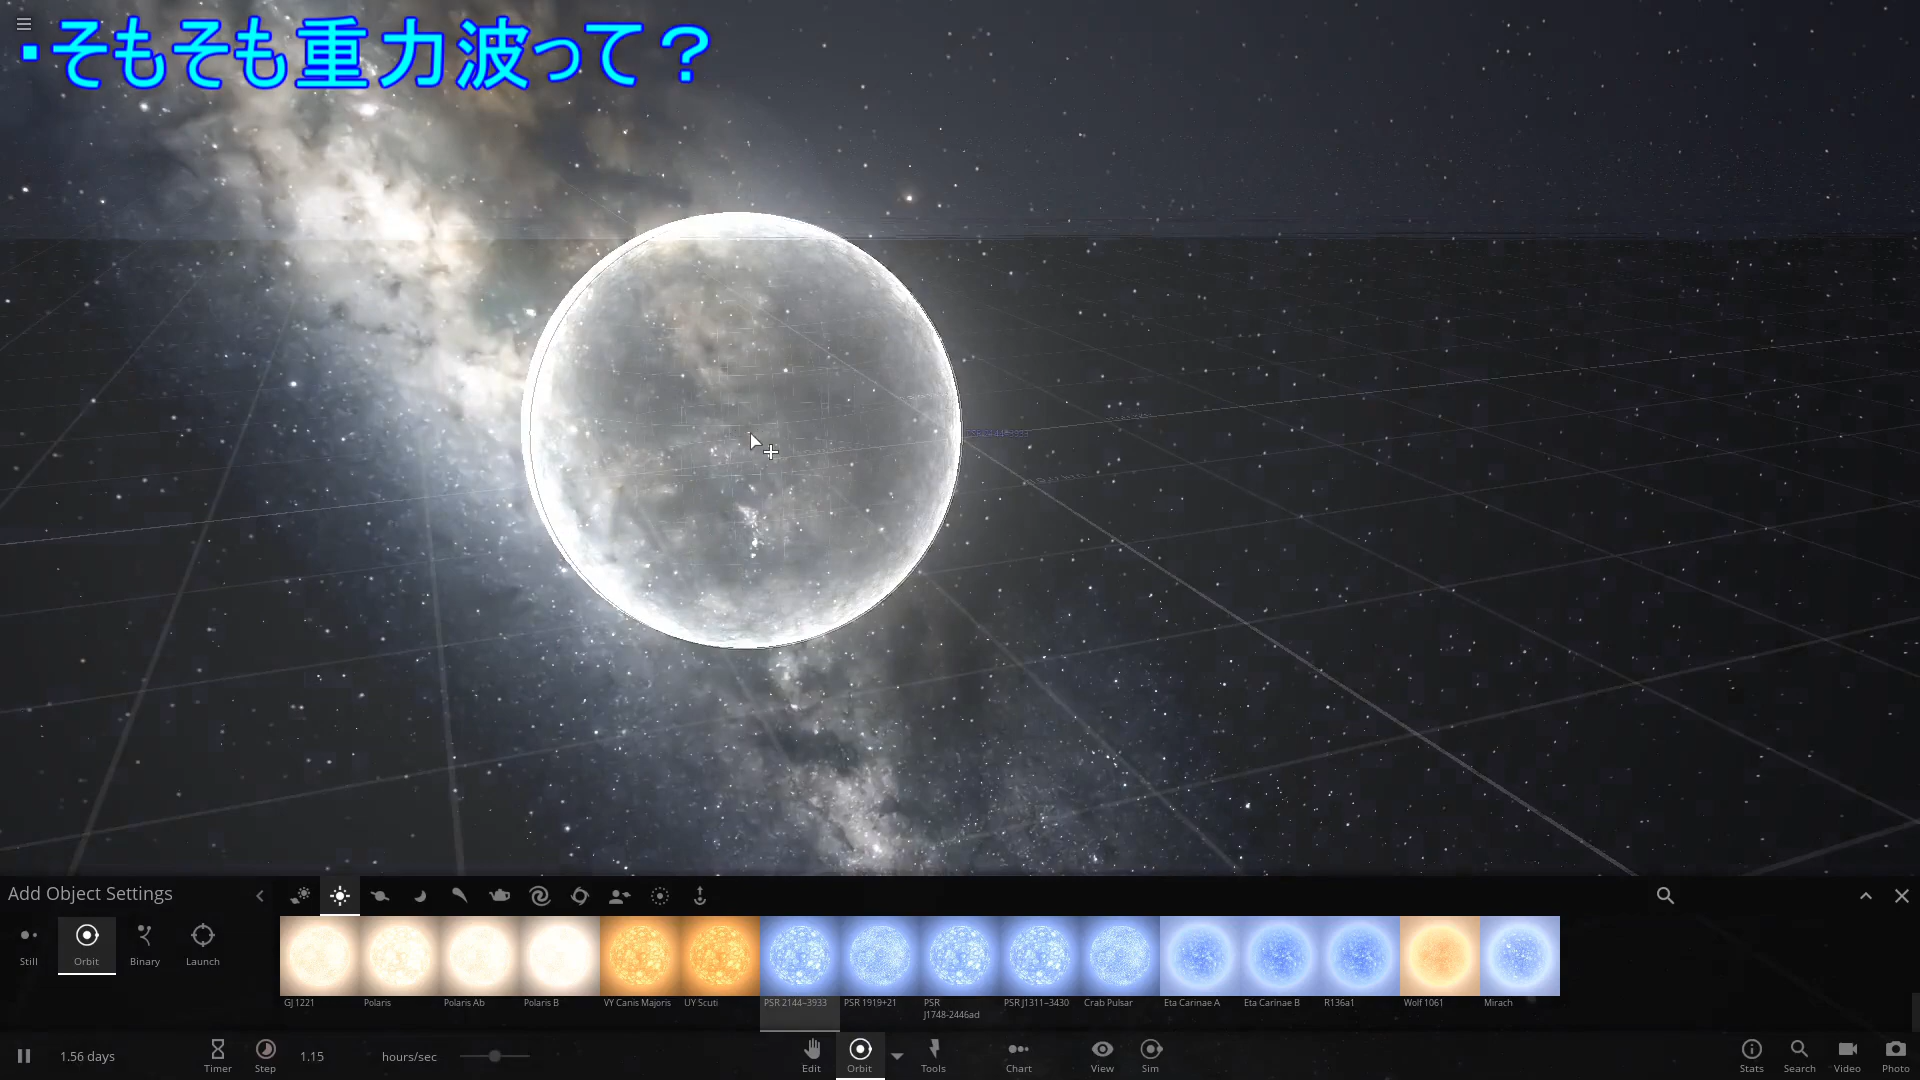 ・そもそも重力波って？
Add Object Settings
Still
Orbit
Binary
Launch
GJ 1221
Polaris
Polaris Ab
Polaris B
VY Canis Majoris
UY Scuti
PSR 2144−3933
PSR 1919+21
PSR
J1748-2446ad
PSR J1311−3430
Crab Pulsar
Eta Carinae A
Eta Carinae B
R136a1
Wolf 1061
Mirach
1.56 days
Timer
Step
1.15
hours/sec
Edit
Orbit
Tools
Chart
View
Sim
Stats
Search
Video
Photo